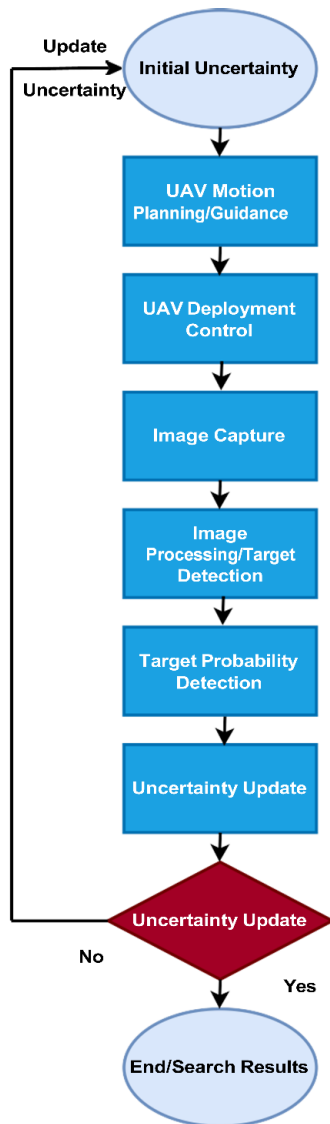 Update
Uncertainty
Initial Uncertainty
UAV Motion
Planning/Guidance
UAV Deployment
Control
Image Capture
Image
Processing/Target
Detection
Target Probability
Detection
Uncertainty Update
Uncertainty Update
No
Yes
End/Search Results